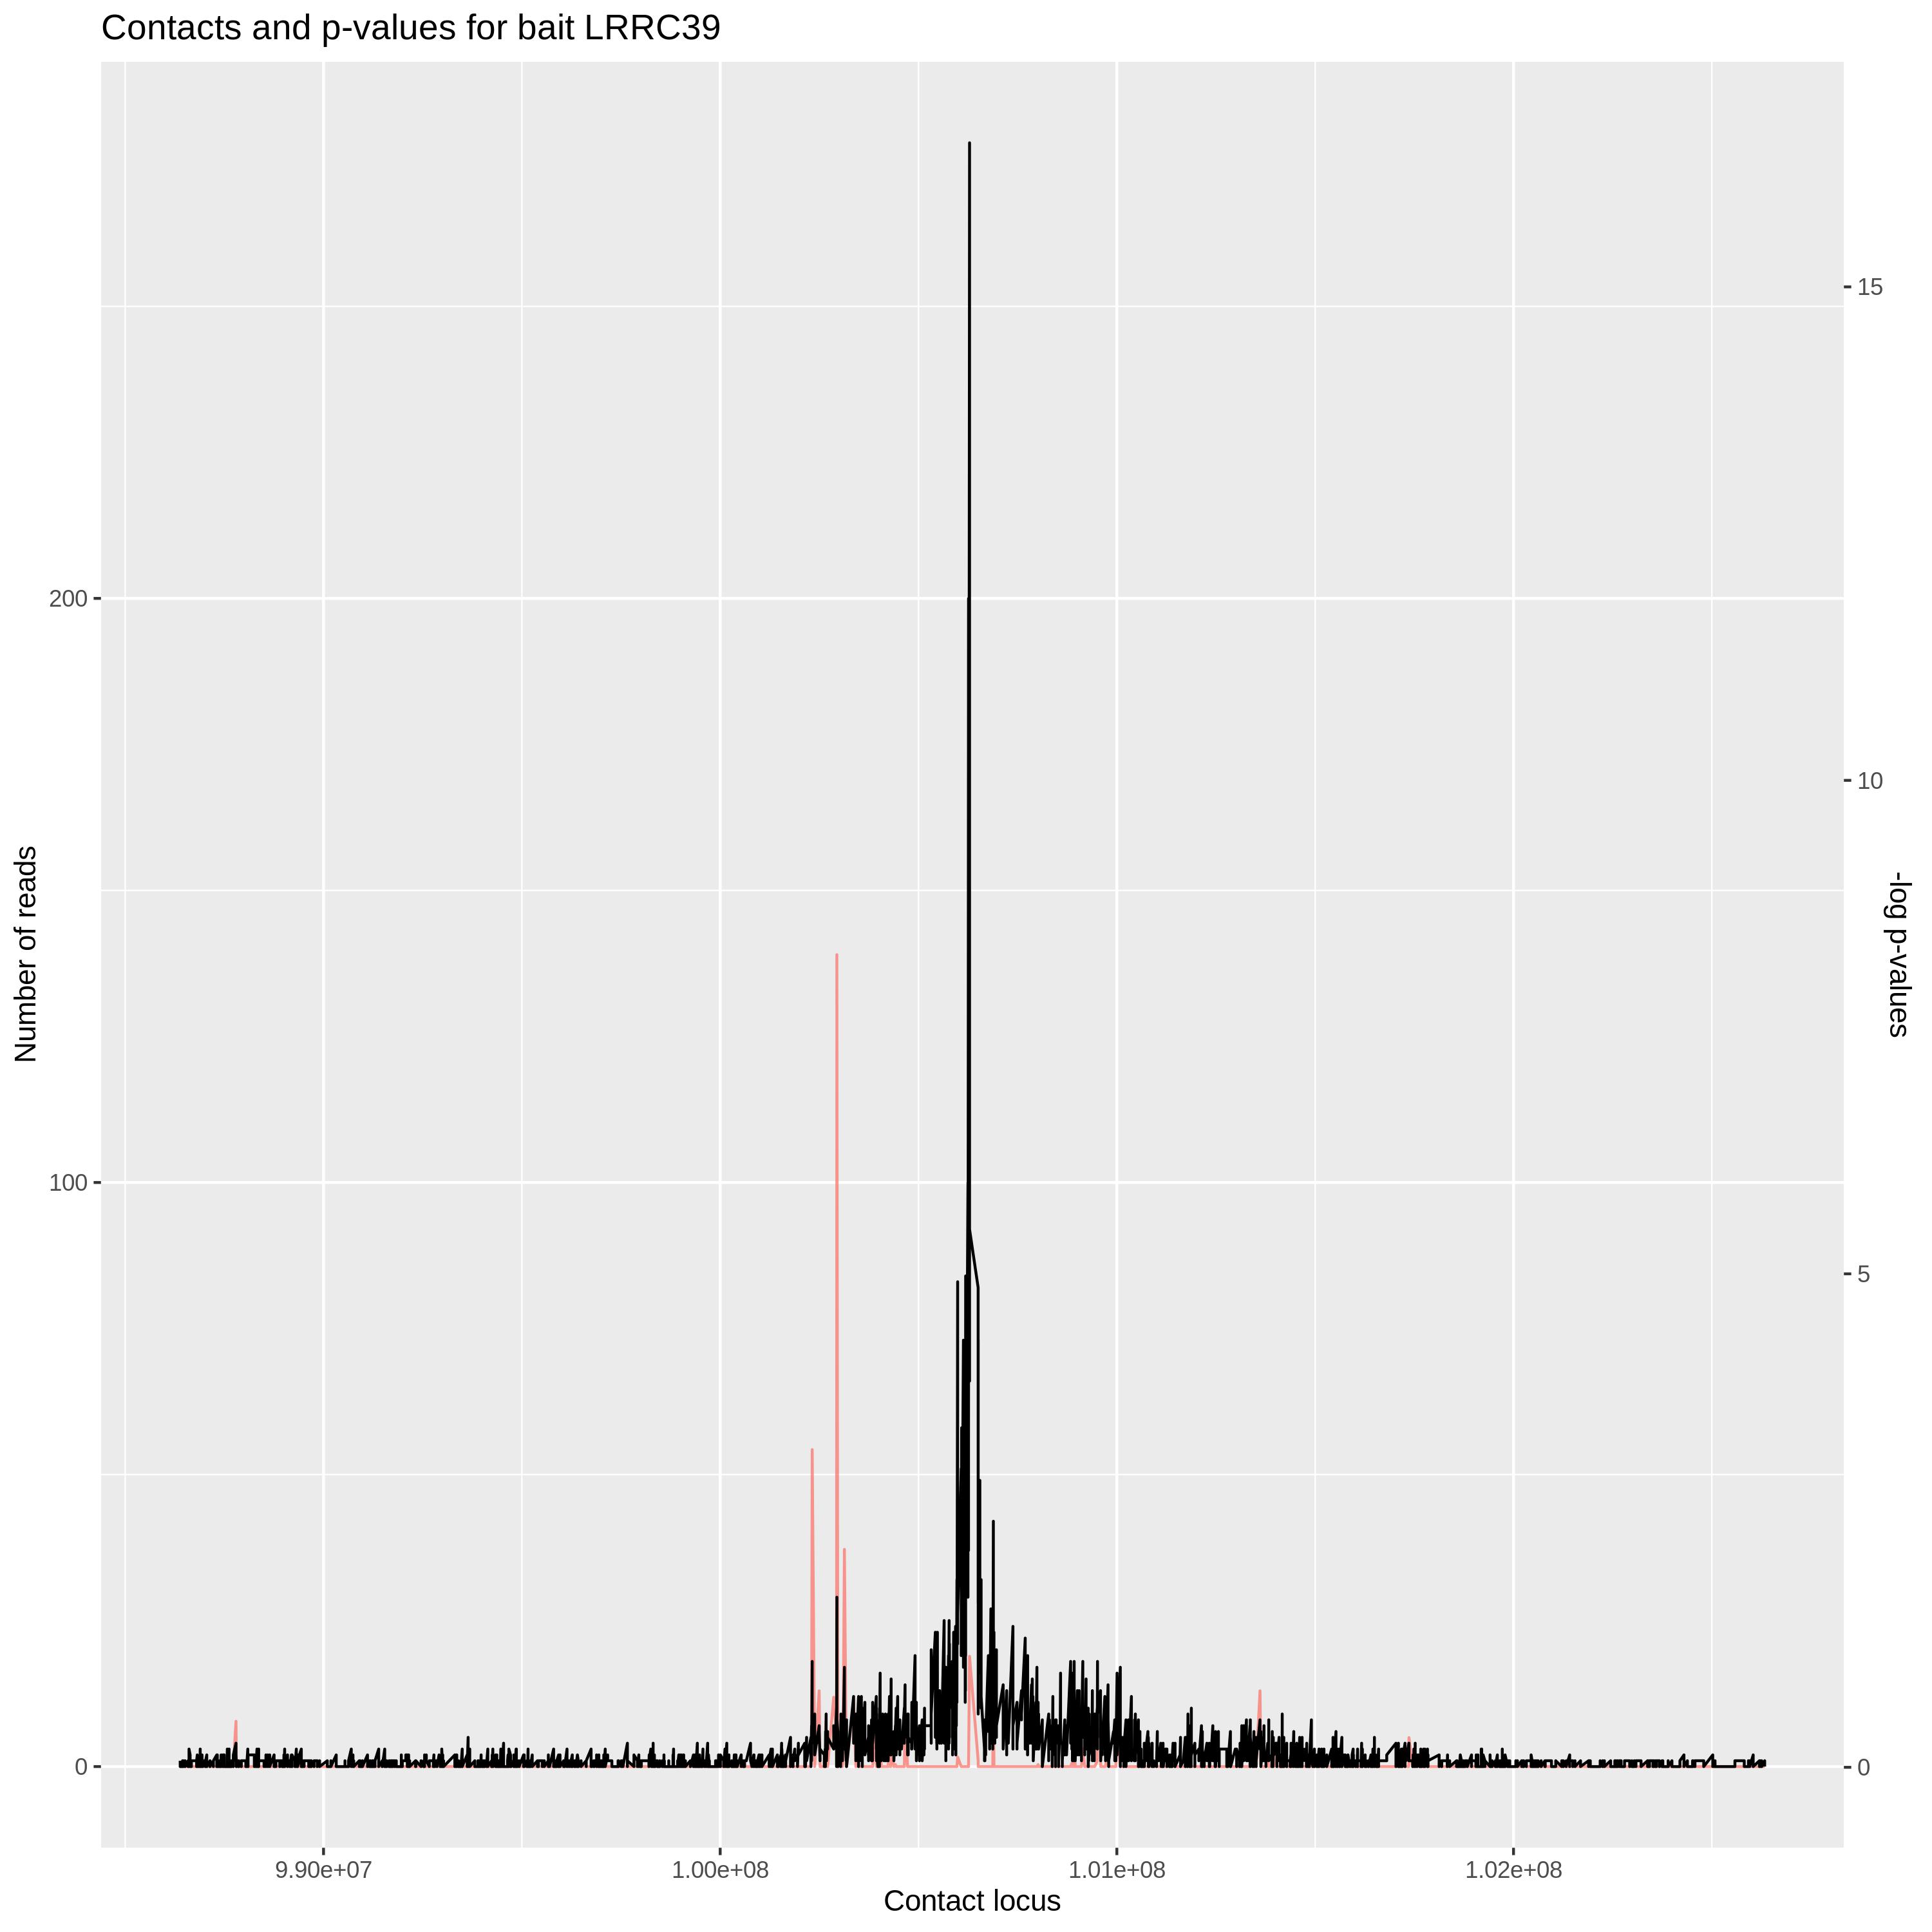 Contacts and p-values for bait LRRC39
Number of reads
200
100
0
15
10
5
0
-log p-values
9.90e+07
1.00e+08
1.01e+08
1.02e+08
Contact locus